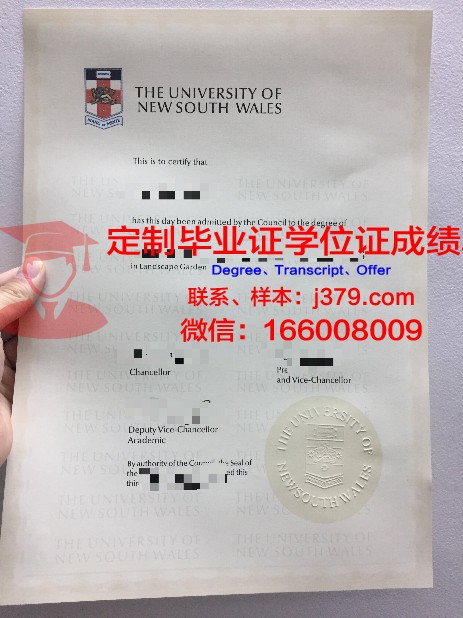 THE UNIVERSITY OF
NEW SOUTH WALES
This is to certify that
has this day been admitted by the Council to the degree of
定制毕业证学位证成绩
in Landscape Garden
Degree、Transcript、Offer
联系、样本：j379.com
微信：166008009
Chancellor
and Vice-Chancellor
Deputy Vice-Chancellor
Academic
By authority of the Council, the Seal of
the
ed this
THE UNIVERSITY OF
NEW SOUTH WALES